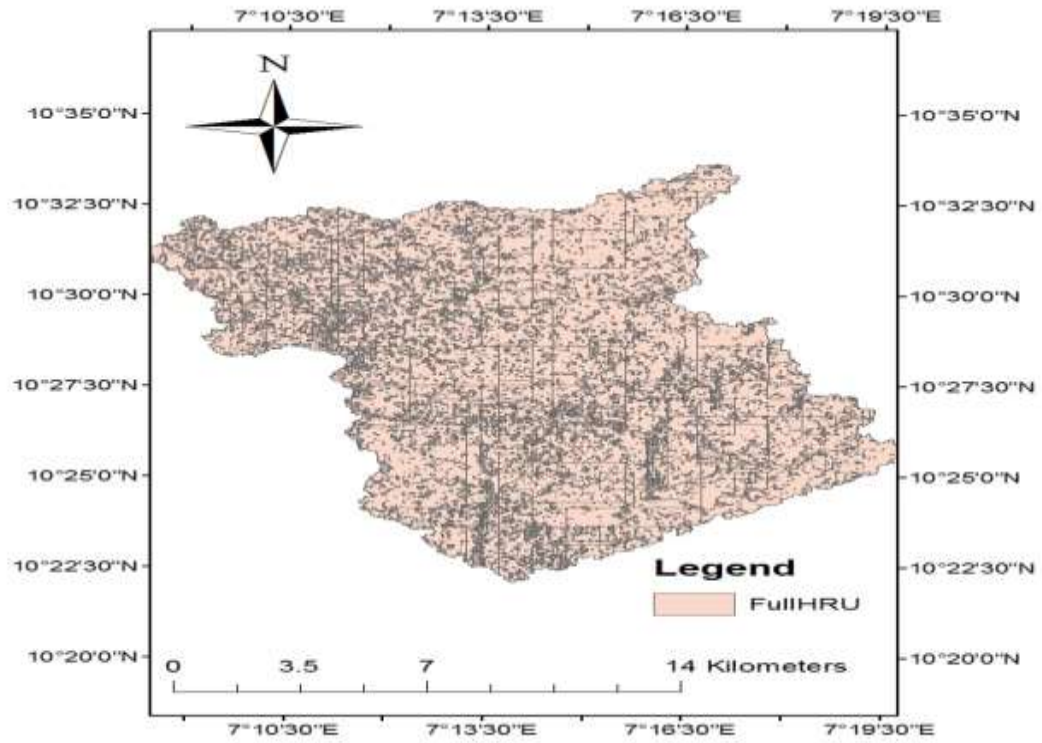 7°10'30"E 7°13'30"E 7°16'30"E 7°19'30"E
N
10°35'0"N 10°35'0"N
10°32'30"N 10°32'30"N
10°30'0"N 10°30'0"N
10°27'30"N 10°27'30"N
10°25'0"N 10°25'0"N
10°22'30"N 10°22'30"N
Legend
FullHRU
10°20'0"N 10°20'0"N
0 3.5 7 14 Kilometers
7°10'30"E 7°13'30"E 7°16'30"E 7°19'30"E